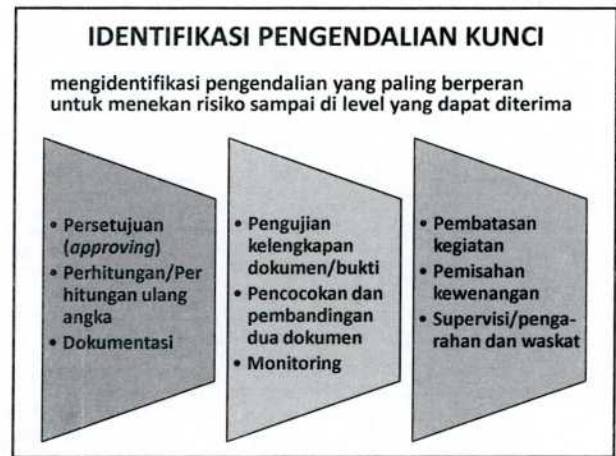 IDENTIFIKASI PENGENDALIAN KUNCI
mengidentifikasi pengendalian yang paling berperan
untuk menekan risiko sampai di level yang dapat diterima
• Persetujuan
(approving)
• Perhitungan/Per
hitungan ulang
angka
• Dokumentasi
• Pengujian
kelengkapan
dokumen/bukti
• Pencocokan dan
pembandingan
dua dokumen
• Monitoring
• Pembatasan
kegiatan
• Pemisahan
kewenangan
• Supervisi/penga-
rahan dan waskat